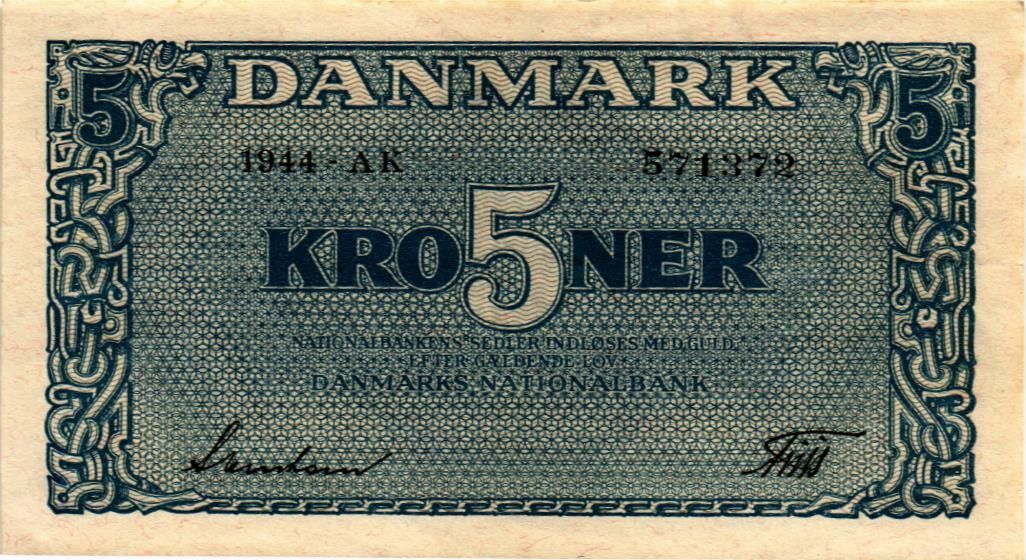 5 DANMARK 5
1944 - AK 571372
KRO5NER
NATIONALBANKENS SEDLER INDLØSES MED GULD
EFTER GÆLDENDE LOV
DANMARKS NATIONALBANK